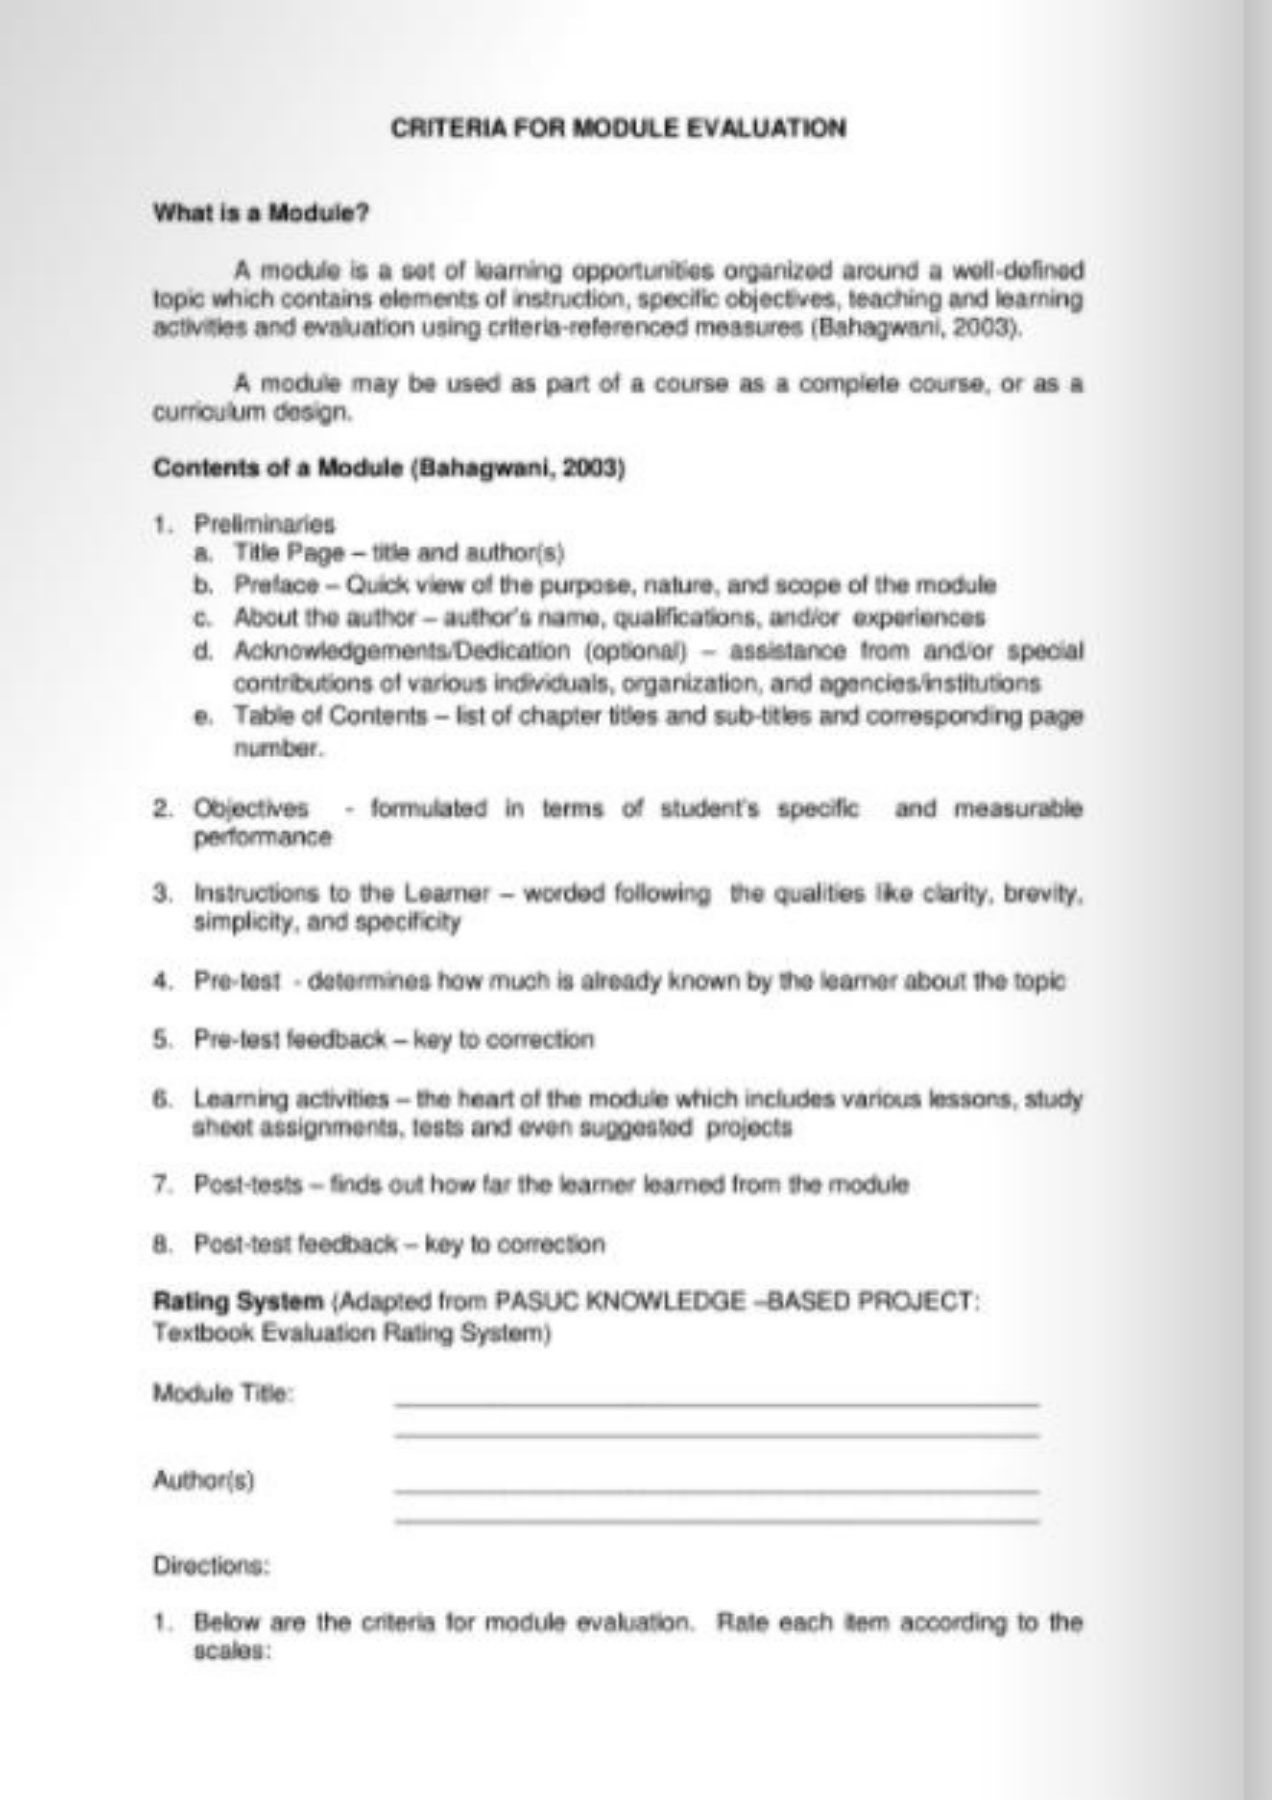 CRITERIA FOR MODULE EVALUATION
What is a Module?
A module is a set of learning opportunities organized around a well-defined
topic which contains elements of instruction, specific objectives, teaching and learning
activities and evaluation using criteria-referenced measures (Bahagwani, 2003).
A module may be used as part of a course as a complete course, or as a
curriculum design.
Contents of a Module (Bahagwani, 2003)
1. Preliminaries
a. Title Page – title and author(s)
b. Preface – Quick view of the purpose, nature, and scope of the module
c. About the author – author's name, qualifications, and/or experiences
d. Acknowledgements/Dedication (optional) – assistance from and/or special
contributions of various individuals, organization, and agencies/institutions
e. Table of Contents – list of chapter titles and sub-titles and corresponding page
number.
2. Objectives - formulated in terms of student's specific and measurable
performance
3. Instructions to the Learner – worded following the qualities like clarity, brevity,
simplicity, and specificity
4. Pre-test - determines how much is already known by the learner about the topic
5. Pre-test feedback – key to correction
6. Learning activities – the heart of the module which includes various lessons, study
sheet assignments, tests and even suggested projects
7. Post-tests – finds out how far the learner learned from the module
8. Post-test feedback – key to correction
Rating System (Adapted from PASUC KNOWLEDGE –BASED PROJECT:
Textbook Evaluation Rating System)
Module Title:
Author(s)
Directions:
1. Below are the criteria for module evaluation. Rate each item according to the
scales: